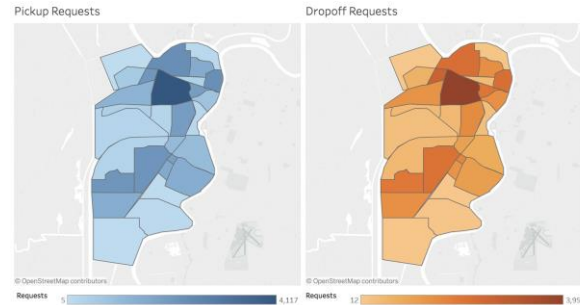 Pickup Requests
Dropoff Requests
© OpenStreetMap contributors
© OpenStreetMap contributors
Requests 5 4,117
Requests 12